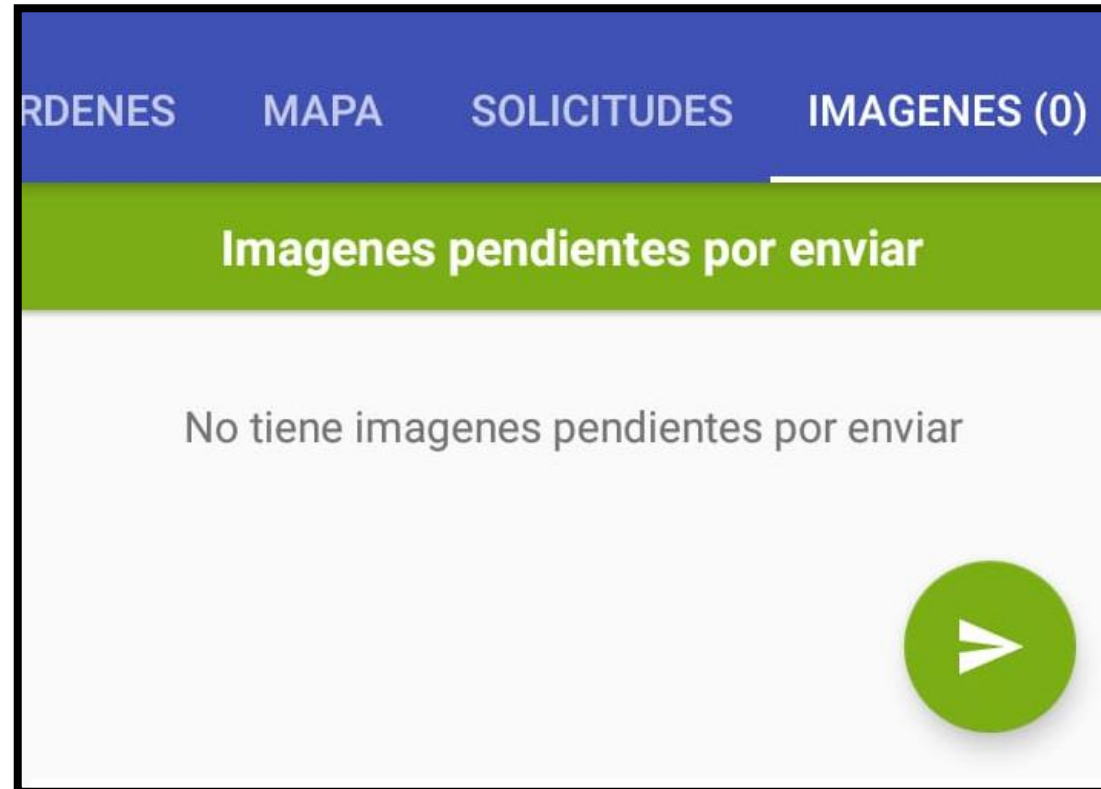 RDENES MAPA SOLICITUDES IMAGENES (0)
Imagenes pendientes por enviar
No tiene imagenes pendientes por enviar